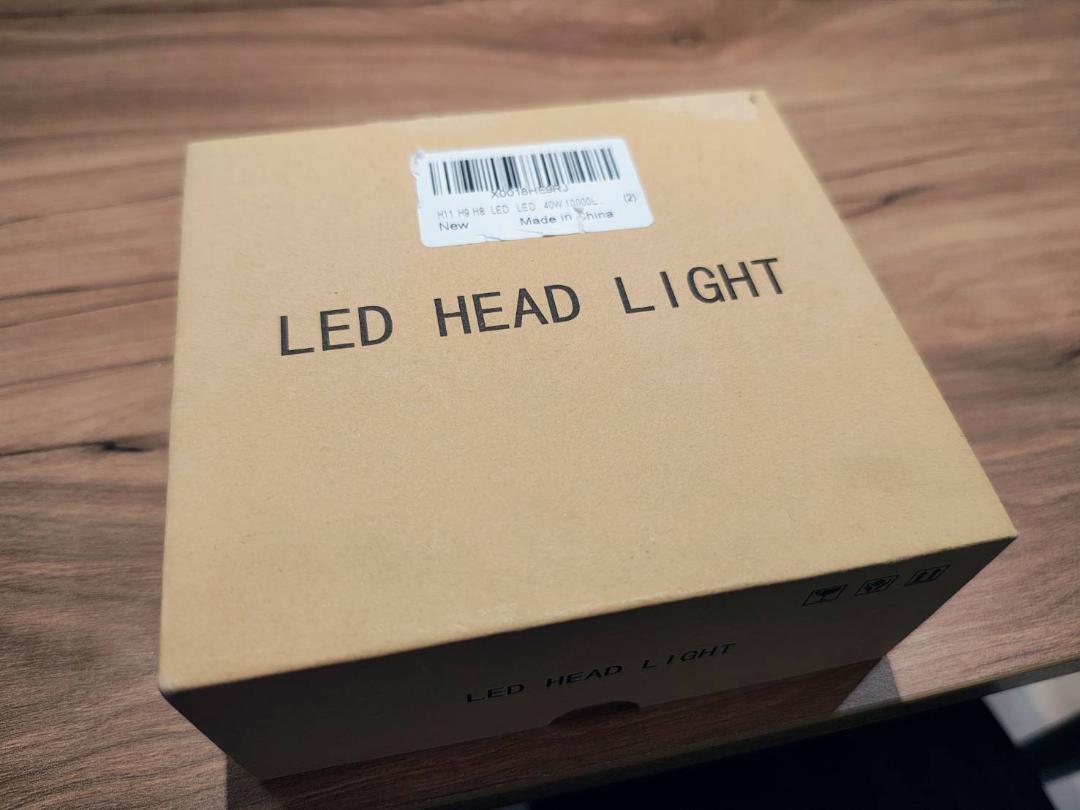 X0018HE9RJ
H11 H9 H8 LED LED 40W 10000L... (2)
New Made in China
LED HEAD LIGHT
LED HEAD LIGHT